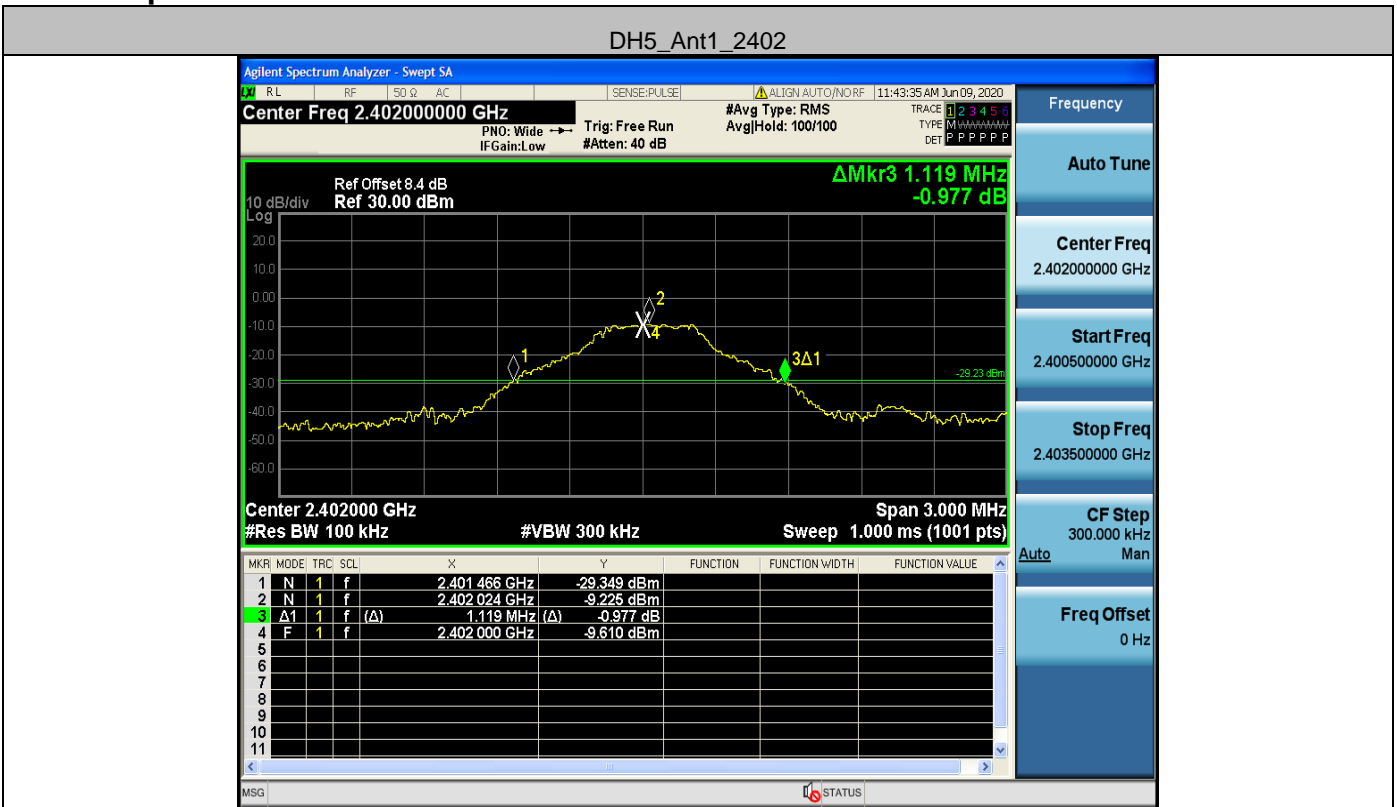 DH5_Ant1_2402
Agilent Spectrum Analyzer - Swept SA
LXI RL RF 50 Ω AC SENSE:PULSE ALIGN AUTO/NO RF 11:43:35 AM Jun 09, 2020
Center Freq 2.402000000 GHz
PNO: Wide
IFGain:Low
Trig: Free Run
#Atten: 40 dB
#Avg Type: RMS
Avg|Hold: 100/100
TRACE 1 2 3 4 5 6
TYPE M WWWWW
DET P P P P P P
Ref Offset 8.4 dB
10 dB/div Ref 30.00 dBm
Log
ΔMkr3 1.119 MHz
-0.977 dB
20.0
10.0
0.00
-10.0
-20.0
-30.0
-40.0
-50.0
-60.0
2
4
1
3Δ1
-29.23 dBm
Center 2.402000 GHz Span 3.000 MHz
#Res BW 100 kHz #VBW 300 kHz Sweep 1.000 ms (1001 pts)
MKR MODE TRC SCL X Y FUNCTION FUNCTION WIDTH FUNCTION VALUE
1 N 1 f 2.401 466 GHz -29.349 dBm
2 N 1 f 2.402 024 GHz -9.225 dBm
3 Δ1 1 f (Δ) 1.119 MHz (Δ) -0.977 dB
4 F 1 f 2.402 000 GHz -9.610 dBm
5
6
7
8
9
10
11
MSG STATUS
Frequency
Auto Tune
Center Freq
2.402000000 GHz
Start Freq
2.400500000 GHz
Stop Freq
2.403500000 GHz
CF Step
300.000 kHz
Auto Man
Freq Offset
0 Hz